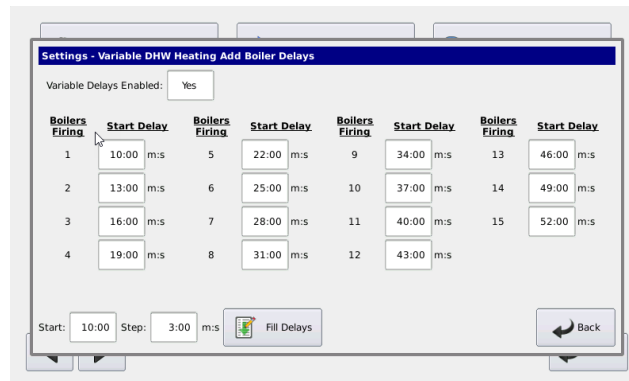 Settings - Variable DHW Heating Add Boiler Delays
Variable Delays Enabled: Yes
Boilers Firing Start Delay Boilers Firing Start Delay Boilers Firing Start Delay Boilers Firing Start Delay
1 10:00 m:s 5 22:00 m:s 9 34:00 m:s 13 46:00 m:s
2 13:00 m:s 6 25:00 m:s 10 37:00 m:s 14 49:00 m:s
3 16:00 m:s 7 28:00 m:s 11 40:00 m:s 15 52:00 m:s
4 19:00 m:s 8 31:00 m:s 12 43:00 m:s
Start: 10:00 Step: 3:00 m:s Fill Delays Back